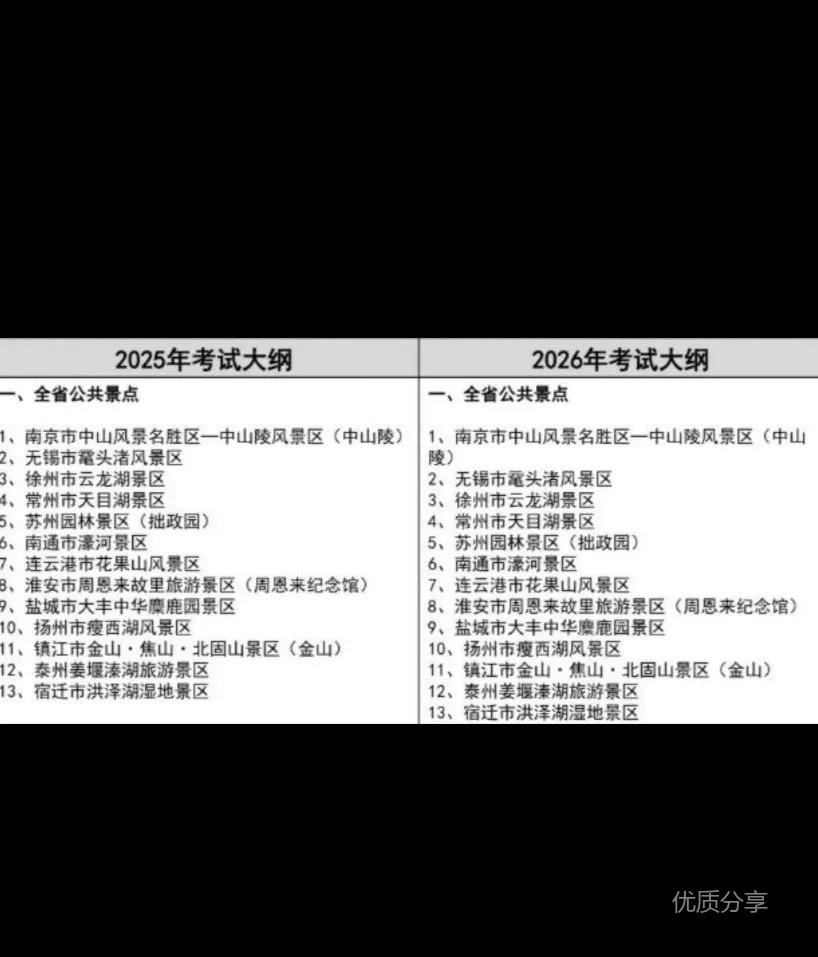 2025年考试大纲
一、全省公共景点
1、南京市中山风景名胜区—中山陵风景区（中山陵）
2、无锡市鼋头渚风景区
3、徐州市云龙湖景区
4、常州市天目湖景区
5、苏州园林景区（拙政园）
6、南通市濠河景区
7、连云港市花果山风景区
8、淮安市周恩来故里旅游景区（周恩来纪念馆）
9、盐城市大丰中华麋鹿园景区
10、扬州市瘦西湖风景区
11、镇江市金山·焦山·北固山景区（金山）
12、泰州姜堰溱湖旅游景区
13、宿迁市洪泽湖湿地景区
2026年考试大纲
一、全省公共景点
1、南京市中山风景名胜区—中山陵风景区（中山
陵）
2、无锡市鼋头渚风景区
3、徐州市云龙湖景区
4、常州市天目湖景区
5、苏州园林景区（拙政园）
6、南通市濠河景区
7、连云港市花果山风景区
8、淮安市周恩来故里旅游景区（周恩来纪念馆）
9、盐城市大丰中华麋鹿园景区
10、扬州市瘦西湖风景区
11、镇江市金山·焦山·北固山景区（金山）
12、泰州姜堰溱湖旅游景区
13、宿迁市洪泽湖湿地景区
优质分享